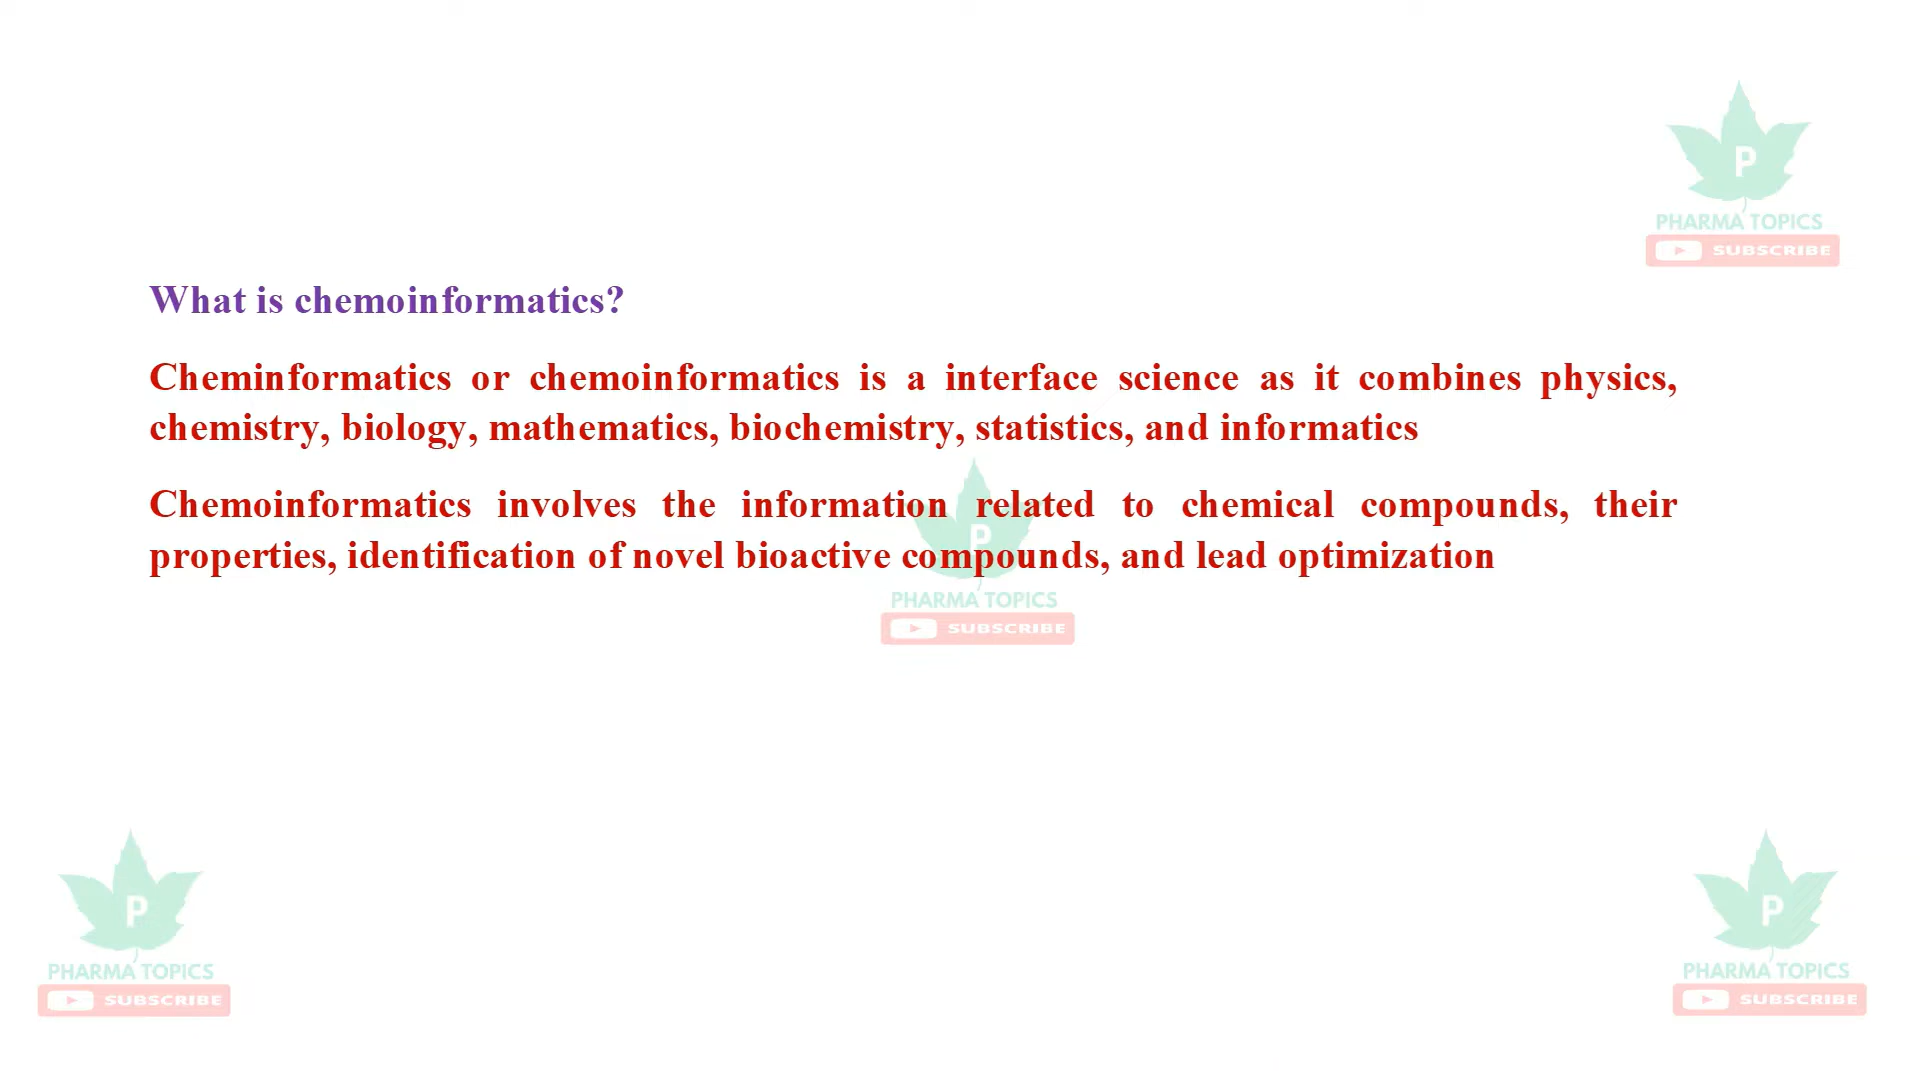 P
PHARMA TOPICS
SUBSCRIBE
What is chemoinformatics?
Cheminformatics or chemoinformatics is a interface science as it combines physics,
chemistry, biology, mathematics, biochemistry, statistics, and informatics
Chemoinformatics involves the information related to chemical compounds, their
properties, identification of novel bioactive compounds, and lead optimization
P
PHARMA TOPICS
SUBSCRIBE
P
PHARMA TOPICS
SUBSCRIBE
P
PHARMA TOPICS
SUBSCRIBE